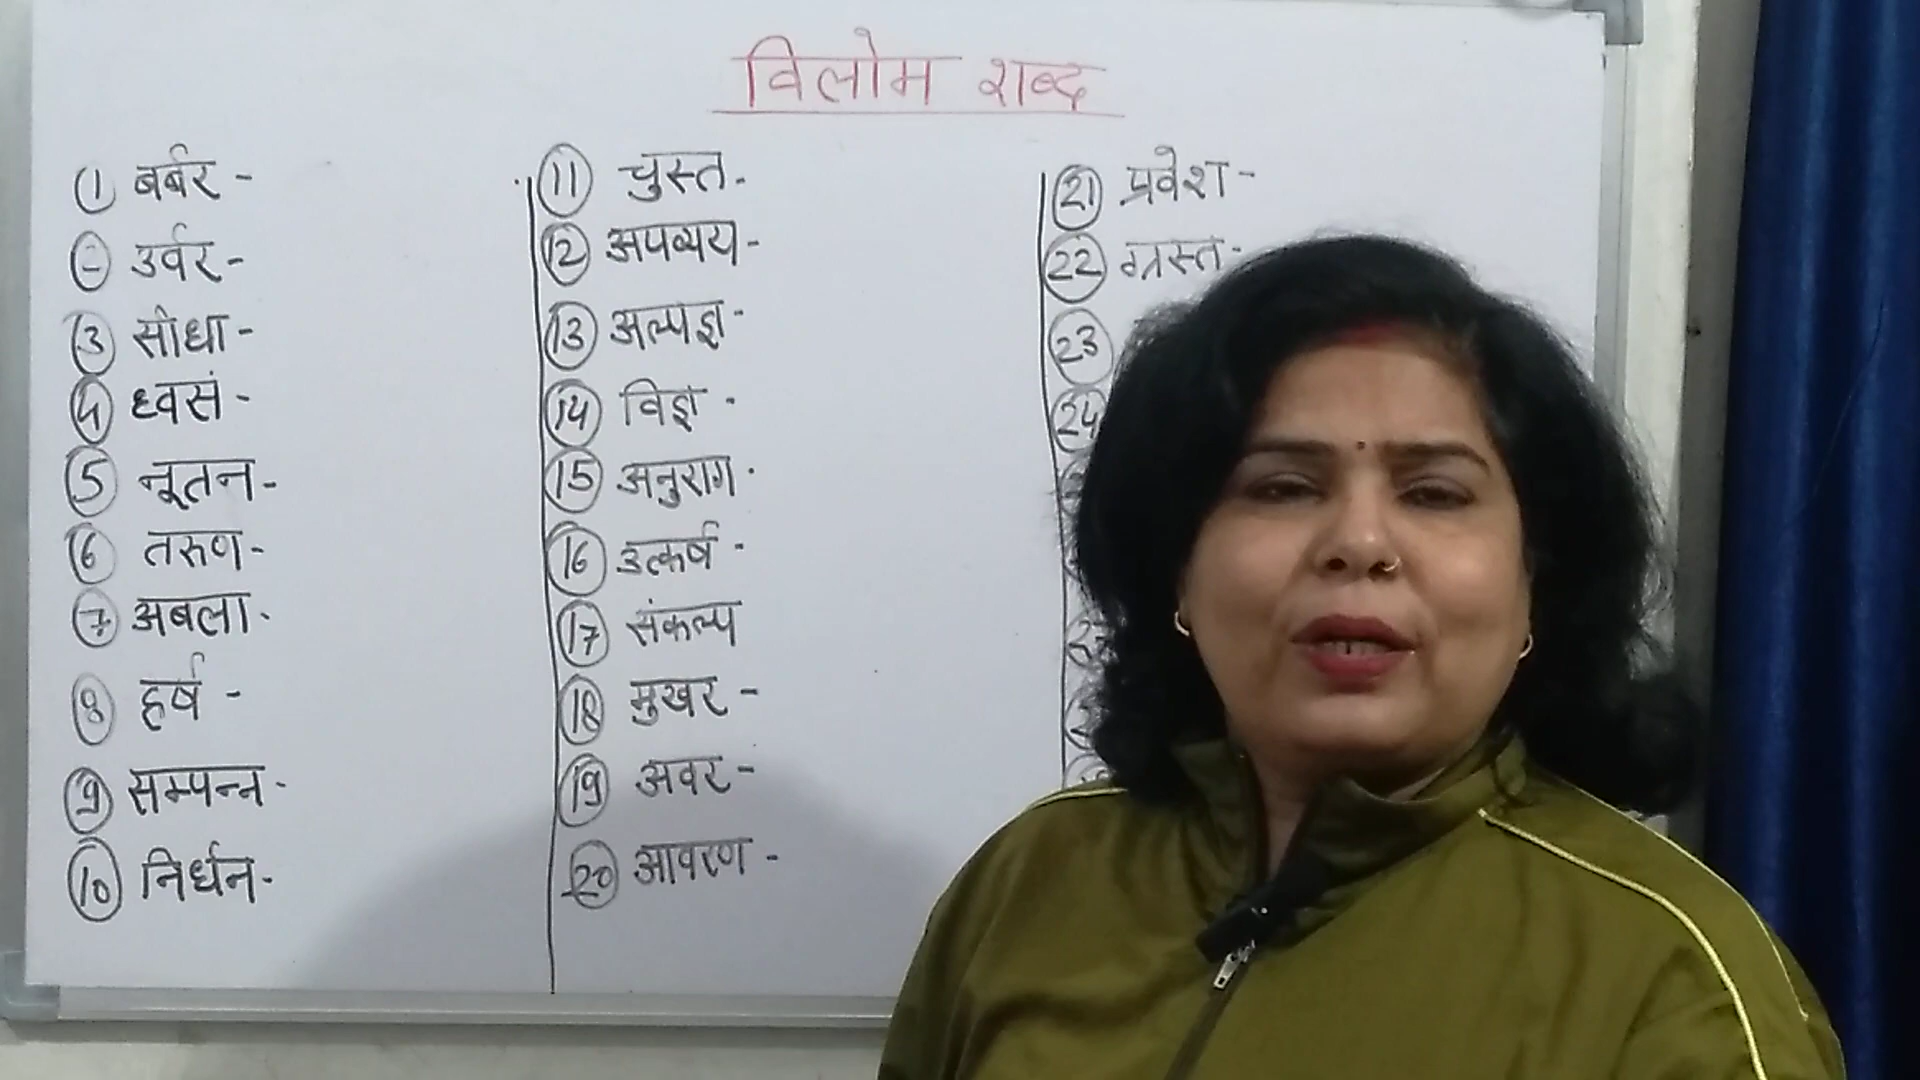 विलोम शब्द
1 बर्बर -
2 उर्वर -
3 सीधा -
4 ध्वसं -
5 नूतन -
6 तरुण -
7 अबला -
8 हर्ष -
9 सम्पन्न -
10 निर्धन -
11 चुस्त -
12 अपव्यय -
13 अल्पज्ञ -
14 विज्ञ -
15 अनुराग -
16 उत्कर्ष -
17 संकल्प
18 मुखर -
19 अवर -
20 आवरण -
21 प्रवेश -
22 ग्रस्त -
23
24